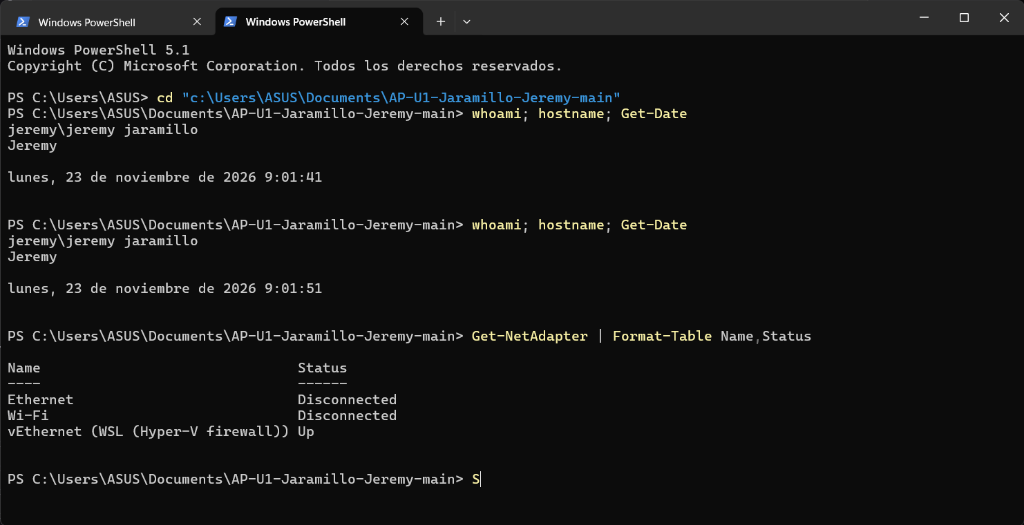 Windows PowerShell
Windows PowerShell
Windows PowerShell 5.1
Copyright (C) Microsoft Corporation. Todos los derechos reservados.
PS C:\Users\ASUS> cd "c:\Users\ASUS\Documents\AP-U1-Jaramillo-Jeremy-main"
PS C:\Users\ASUS\Documents\AP-U1-Jaramillo-Jeremy-main> whoami; hostname; Get-Date
jeremy\jeremy jaramillo
Jeremy
lunes, 23 de noviembre de 2026 9:01:41
PS C:\Users\ASUS\Documents\AP-U1-Jaramillo-Jeremy-main> whoami; hostname; Get-Date
jeremy\jeremy jaramillo
Jeremy
lunes, 23 de noviembre de 2026 9:01:51
PS C:\Users\ASUS\Documents\AP-U1-Jaramillo-Jeremy-main> Get-NetAdapter | Format-Table Name,Status
Name Status
---- ------
Ethernet Disconnected
Wi-Fi Disconnected
vEthernet (WSL (Hyper-V firewall)) Up
PS C:\Users\ASUS\Documents\AP-U1-Jaramillo-Jeremy-main> S